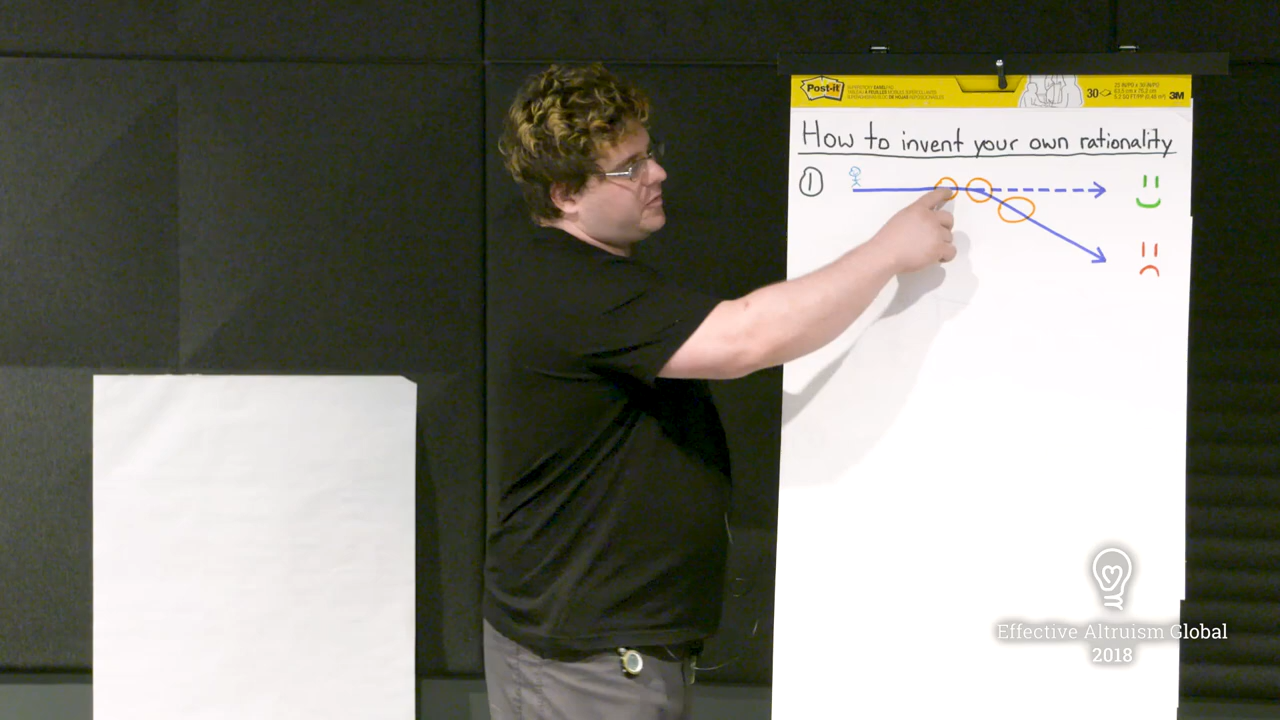 Post-it
30
3M
How to invent your own rationality
1
Effective Altruism Global
2018